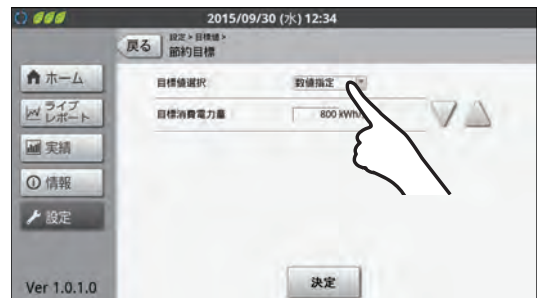 2015/09/30 (水) 12:34
戻る
設定 > 目標値 >
節約目標
ホーム
ライブ
レポート
実績
情報
設定
Ver 1.0.1.0
目標値選択
数値指定
目標消費電力量
800 kWh/
決定